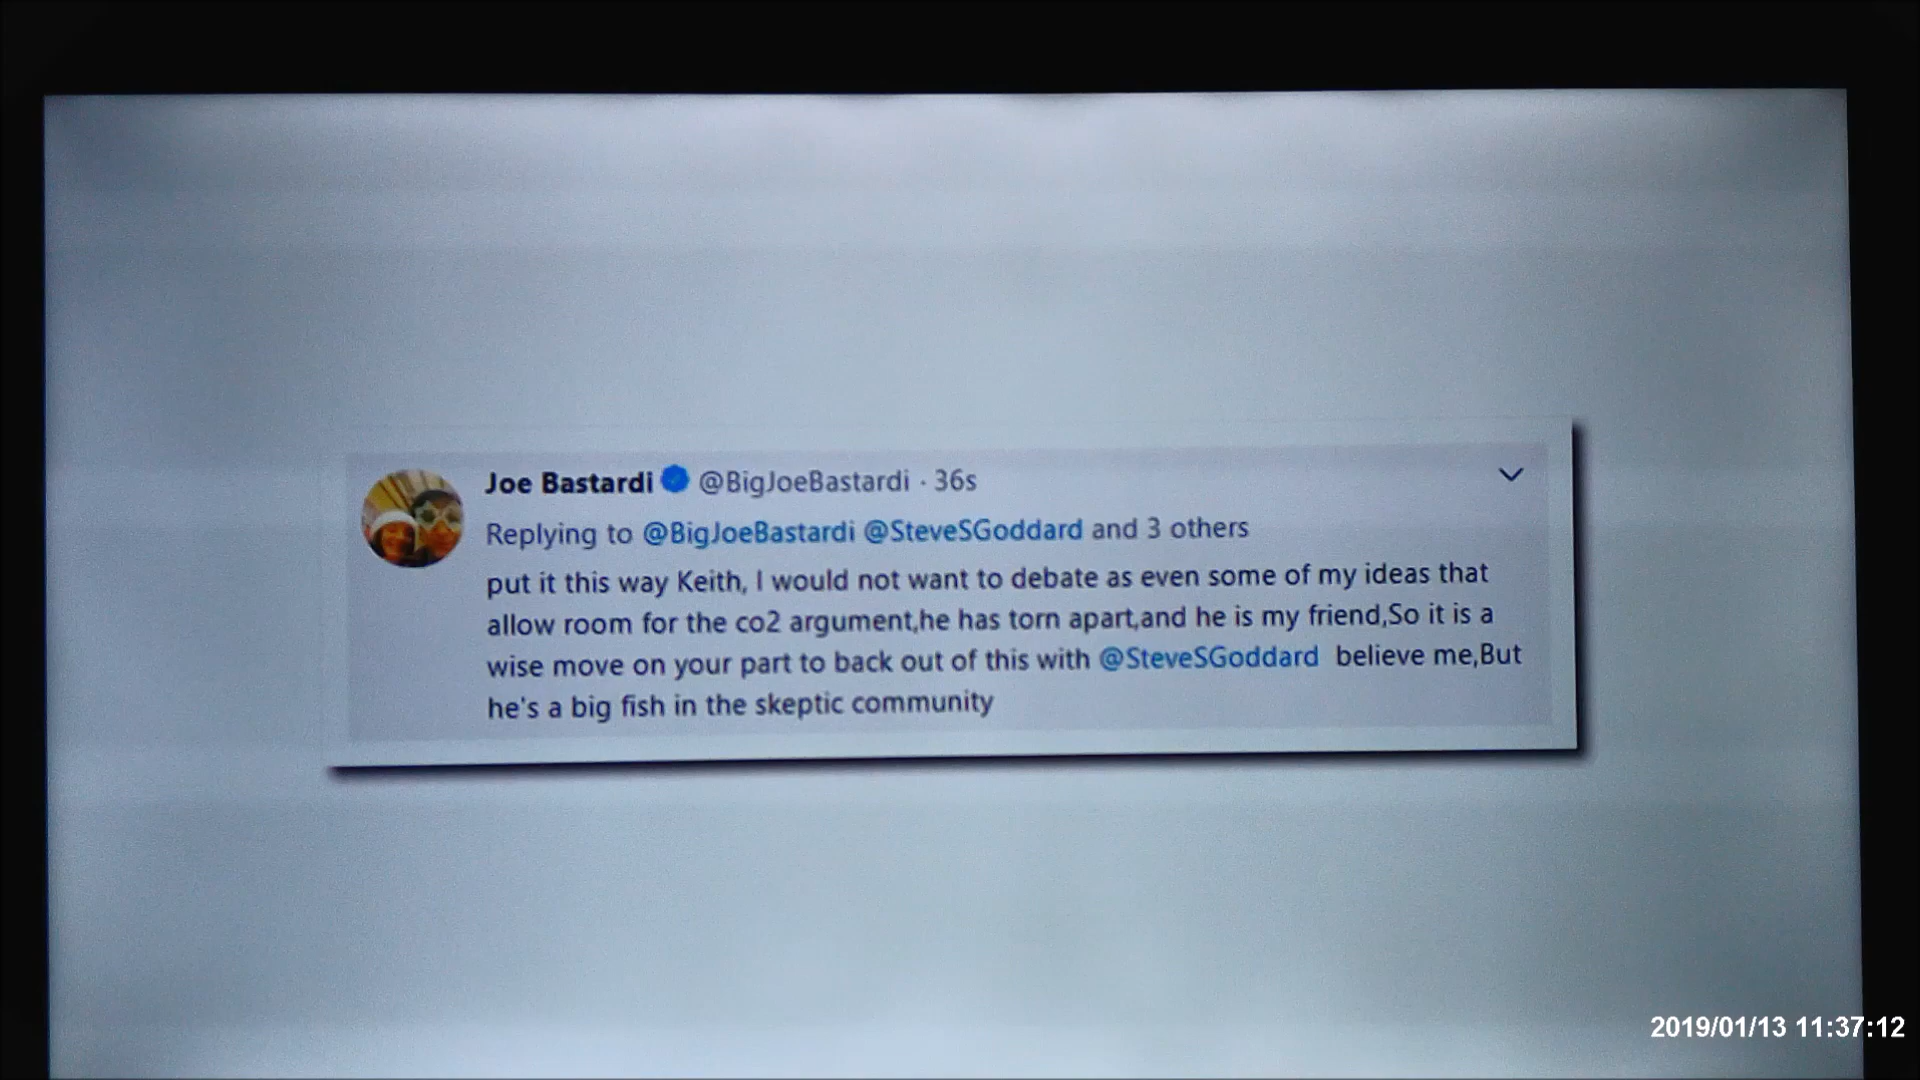 Joe Bastardi @BigJoeBastardi · 36s
Replying to @BigJoeBastardi @SteveSGoddard and 3 others
put it this way Keith, I would not want to debate as even some of my ideas that
allow room for the co2 argument,he has torn apart,and he is my friend,So it is a
wise move on your part to back out of this with @SteveSGoddard believe me,But
he's a big fish in the skeptic community
2019/01/13 11:37:12